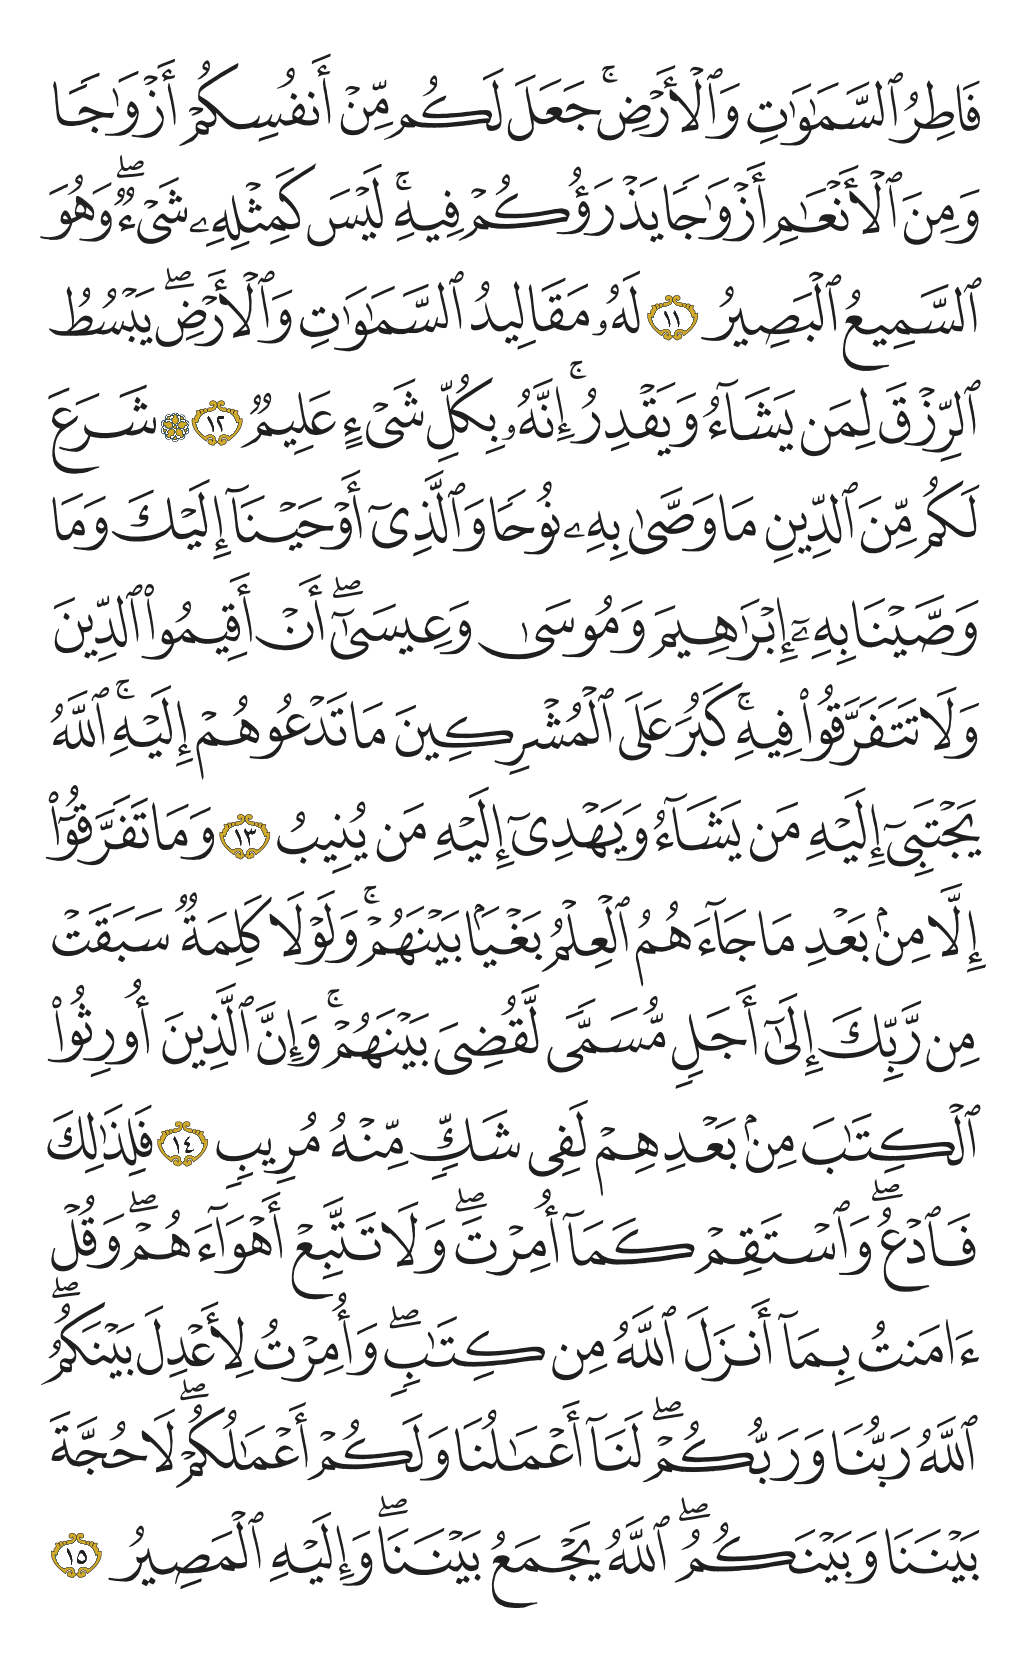 فَاطِرُ ٱلسَّمَٰوَٰتِ وَٱلْأَرْضِ ۚ جَعَلَ لَكُم مِّنْ أَنفُسِكُمْ أَزْوَٰجًا
وَمِنَ ٱلْأَنْعَٰمِ أَزْوَٰجًا يَذْرَؤُكُمْ فِيهِ ۚ لَيْسَ كَمِثْلِهِۦ شَىْءٌ ۖ وَهُوَ
ٱلسَّمِيعُ ٱلْبَصِيرُ ١١ لَهُۥ مَقَالِيدُ ٱلسَّمَٰوَٰتِ وَٱلْأَرْضِ ۖ يَبْسُطُ
ٱلرِّزْقَ لِمَن يَشَآءُ وَيَقْدِرُ ۚ إِنَّهُۥ بِكُلِّ شَىْءٍ عَلِيمٌ ١٢ ۞ شَرَعَ
لَكُم مِّنَ ٱلدِّينِ مَا وَصَّىٰ بِهِۦ نُوحًا وَٱلَّذِىٓ أَوْحَيْنَآ إِلَيْكَ وَمَا
وَصَّيْنَا بِهِۦٓ إِبْرَٰهِيمَ وَمُوسَىٰ وَعِيسَىٰٓ ۖ أَنْ أَقِيمُوا۟ ٱلدِّينَ
وَلَا تَتَفَرَّقُوا۟ فِيهِ ۚ كَبُرَ عَلَى ٱلْمُشْرِكِينَ مَا تَدْعُوهُمْ إِلَيْهِ ۚ ٱللَّهُ
يَجْتَبِىٓ إِلَيْهِ مَن يَشَآءُ وَيَهْدِىٓ إِلَيْهِ مَن يُنِيبُ ١٣ وَمَا تَفَرَّقُوٓا۟
إِلَّا مِنۢ بَعْدِ مَا جَآءَهُمُ ٱلْعِلْمُ بَغْيًۢا بَيْنَهُمْ ۚ وَلَوْلَا كَلِمَةٌ سَبَقَتْ
مِن رَّبِّكَ إِلَىٰٓ أَجَلٍ مُّسَمًّى لَّقُضِىَ بَيْنَهُمْ ۚ وَإِنَّ ٱلَّذِينَ أُورِثُوا۟
ٱلْكِتَٰبَ مِنۢ بَعْدِهِمْ لَفِى شَكٍّ مِّنْهُ مُرِيبٍ ١٤ فَلِذَٰلِكَ
فَٱدْعُ ۖ وَٱسْتَقِمْ كَمَآ أُمِرْتَ ۖ وَلَا تَتَّبِعْ أَهْوَآءَهُمْ ۖ وَقُلْ
ءَامَنتُ بِمَآ أَنزَلَ ٱللَّهُ مِن كِتَٰبٍ ۖ وَأُمِرْتُ لِأَعْدِلَ بَيْنَكُمُ ۖ
ٱللَّهُ رَبُّنَا وَرَبُّكُمْ ۖ لَنَآ أَعْمَٰلُنَا وَلَكُمْ أَعْمَٰلُكُمْ ۖ لَا حُجَّةَ
بَيْنَنَا وَبَيْنَكُمُ ۖ ٱللَّهُ يَجْمَعُ بَيْنَنَا ۖ وَإِلَيْهِ ٱلْمَصِيرُ ١٥